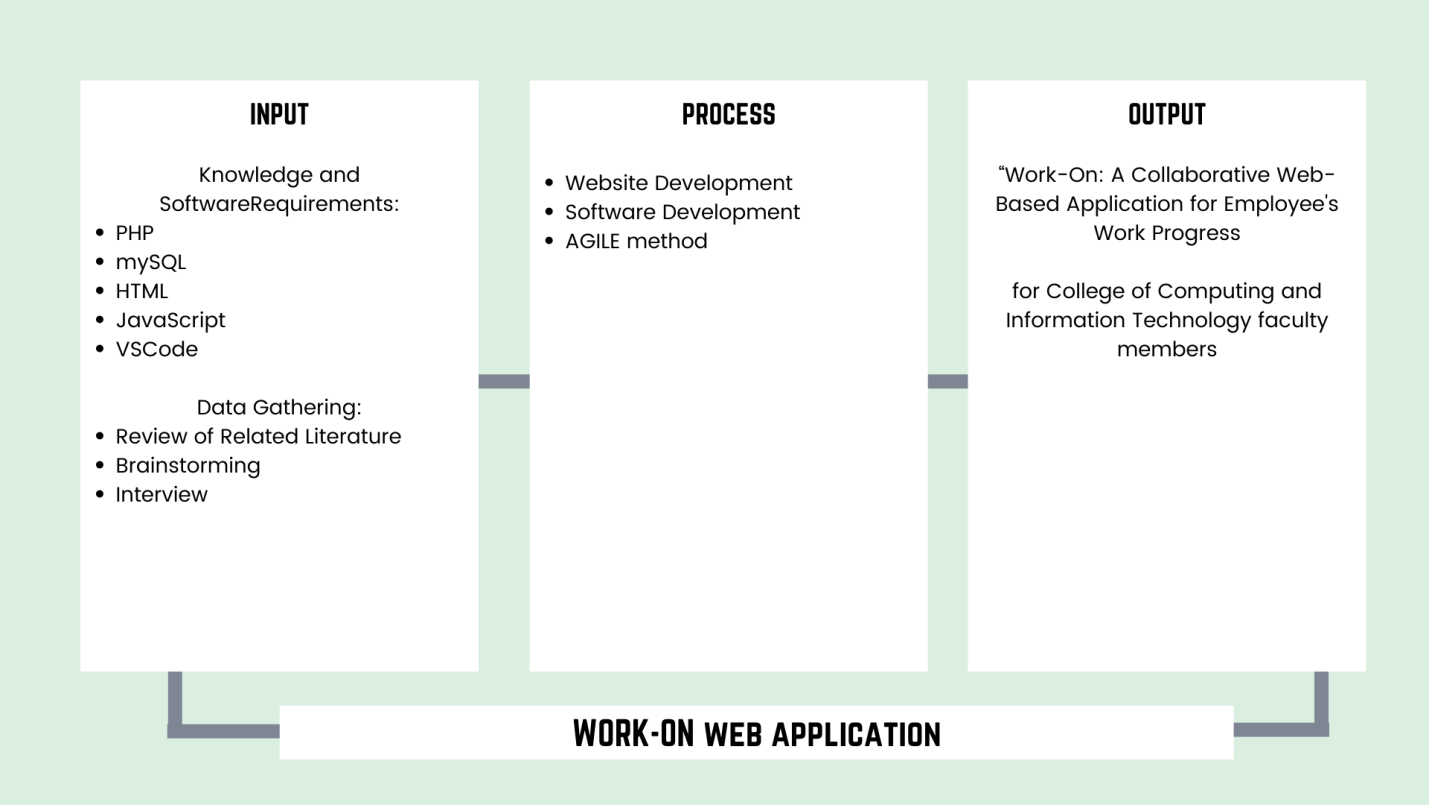 INPUT
Knowledge and
SoftwareRequirements:
• PHP
• mySQL
• HTML
• JavaScript
• VSCode
Data Gathering:
• Review of Related Literature
• Brainstorming
• Interview
PROCESS
• Website Development
• Software Development
• AGILE method
OUTPUT
“Work-On: A Collaborative Web-
Based Application for Employee's
Work Progress
for College of Computing and
Information Technology faculty
members
WORK-ON WEB APPLICATION